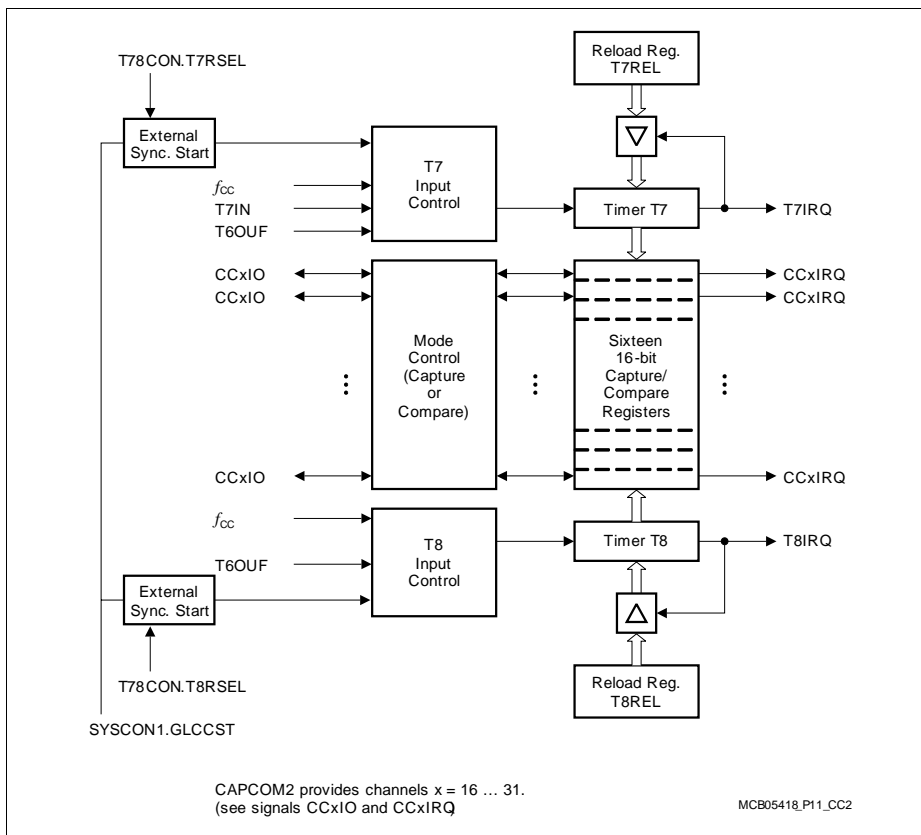 T78CON.T7RSEL
Reload Reg.
T7REL
External
Sync. Start
T7
Input
Control
fCC
T7IN
T6OUF
Timer T7
T7IRQ
CCxIO
CCxIRQ
CCxIO
CCxIRQ
Mode
Control
(Capture
or
Compare)
Sixteen
16-bit
Capture/
Compare
Registers
CCxIO
CCxIRQ
fCC
T6OUF
T8
Input
Control
Timer T8
T8IRQ
External
Sync. Start
T78CON.T8RSEL
Reload Reg.
T8REL
SYSCON1.GLCCST
CAPCOM2 provides channels x = 16 … 31.
(see signals CCxIO and CCxIRQ)
MCB05418_P11_CC2